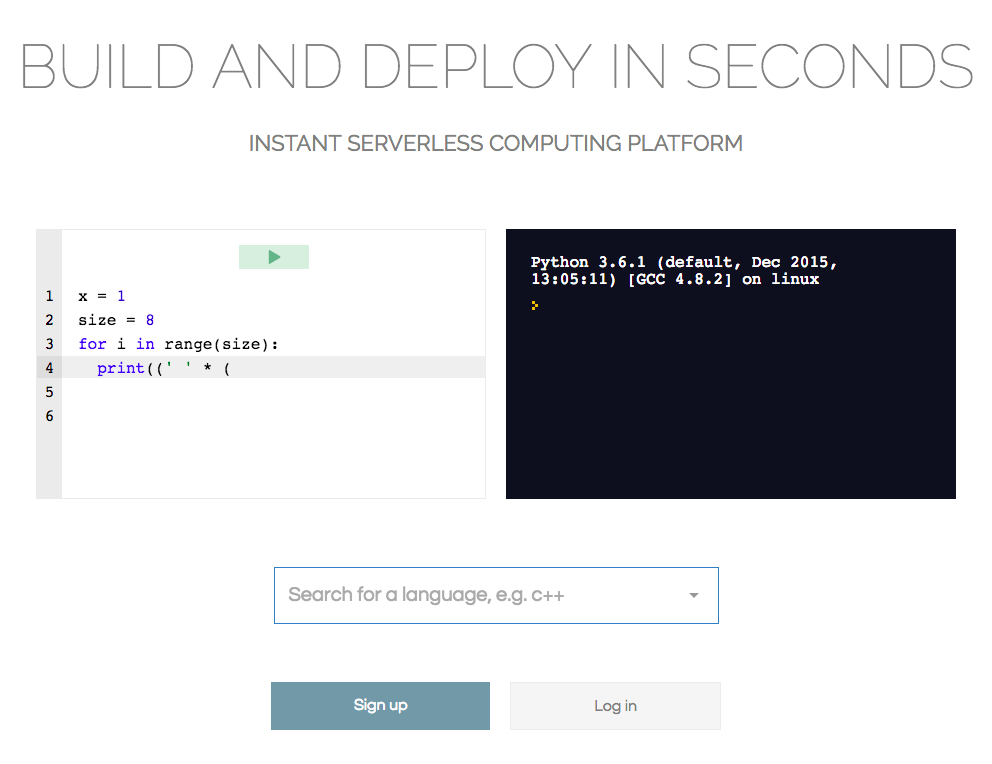 BUILD AND DEPLOY IN SECONDS
INSTANT SERVERLESS COMPUTING PLATFORM
1 x = 1
2 size = 8
3 for i in range(size):
4   print((' ' * (
5
6
Python 3.6.1 (default, Dec 2015,
13:05:11) [GCC 4.8.2] on linux
>
Search for a language, e.g. c++
Sign up
Log in